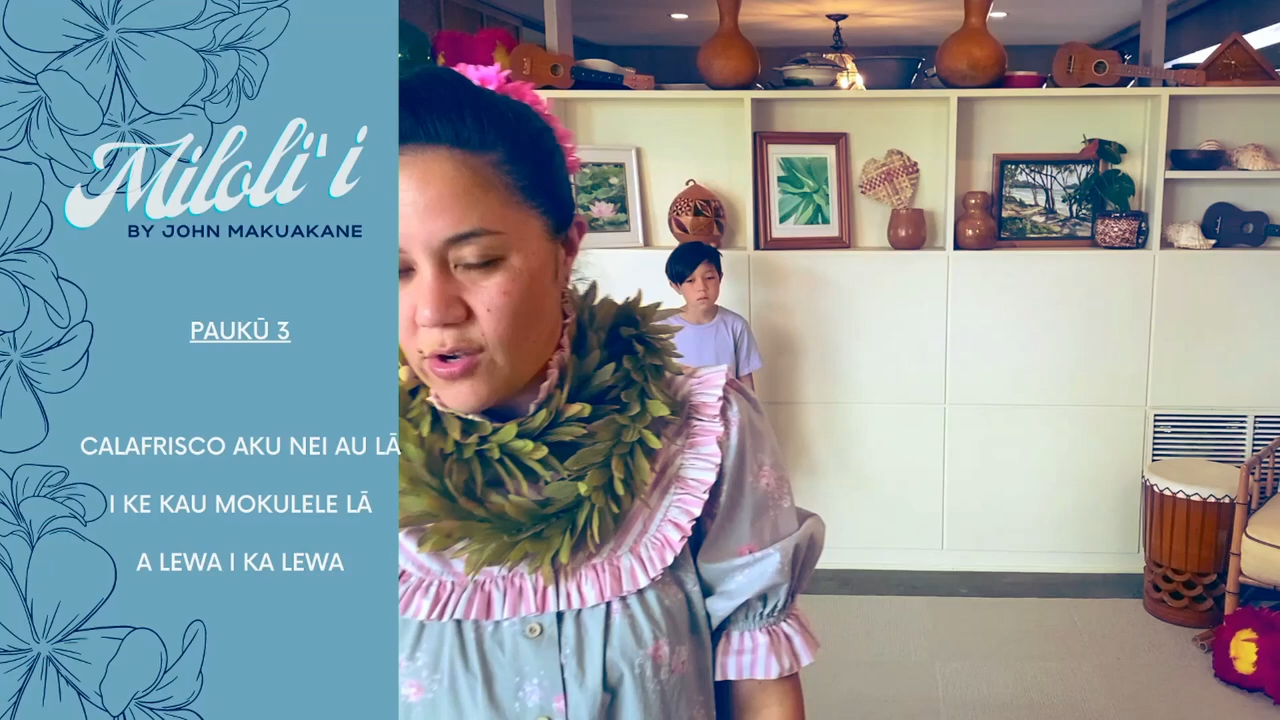 Miloli'i
BY JOHN MAKUAKANE
PAUKŪ 3
CALAFRISCO AKU NEI AU LĀ
I KE KAU MOKULELE LĀ
A LEWA I KA LEWA